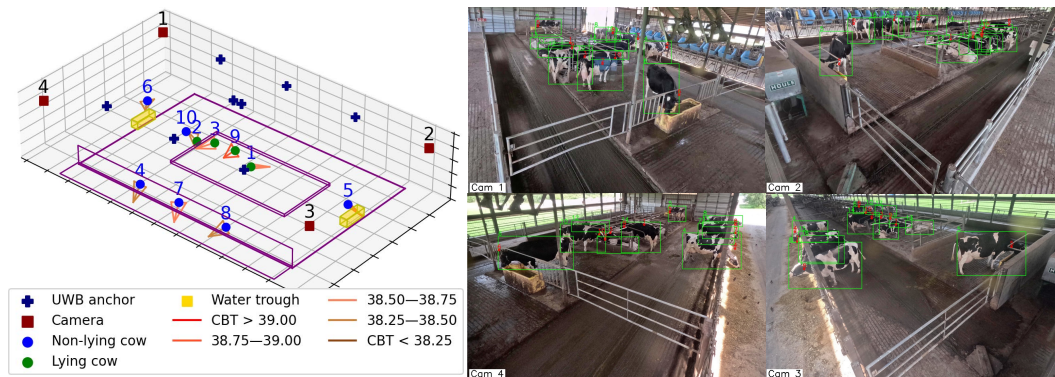 1
4
6
2
10
2
3
9
1
4
7
5
8
3
UWB anchor
Camera
Non-lying cow
Lying cow
Water trough
CBT > 39.00
38.75—39.00
38.50—38.75
38.25—38.50
CBT < 38.25
Cam 1
HOULE
Cam 2
Cam 4
Cam 3